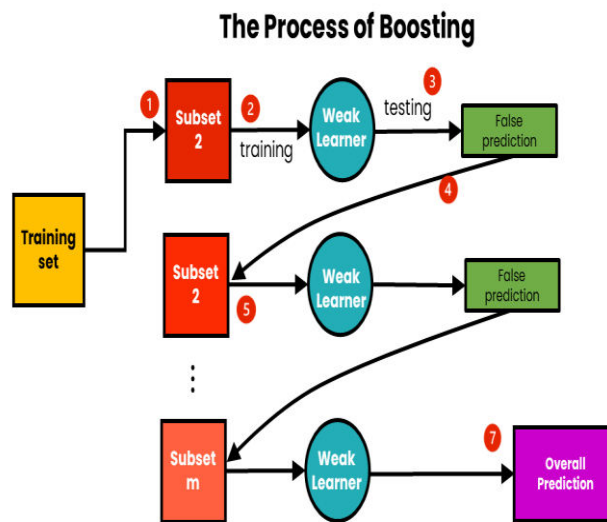 The Process of Boosting
1
Subset
2
2
training
Weak
Learner
3
testing
False
prediction
4
Training
set
Subset
2
5
Weak
Learner
False
prediction
Subset
m
Weak
Learner
7
Overall
Prediction